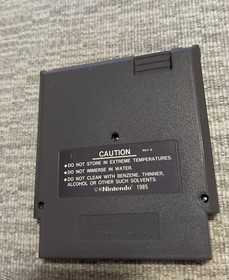 CAUTION
REV-A
●DO NOT STORE IN EXTREME TEMPERATURES.
●DO NOT IMMERSE IN WATER.
●DO NOT CLEAN WITH BENZENE, THINNER,
ALCOHOL OR OTHER SUCH SOLVENTS.
©®Nintendo 1985